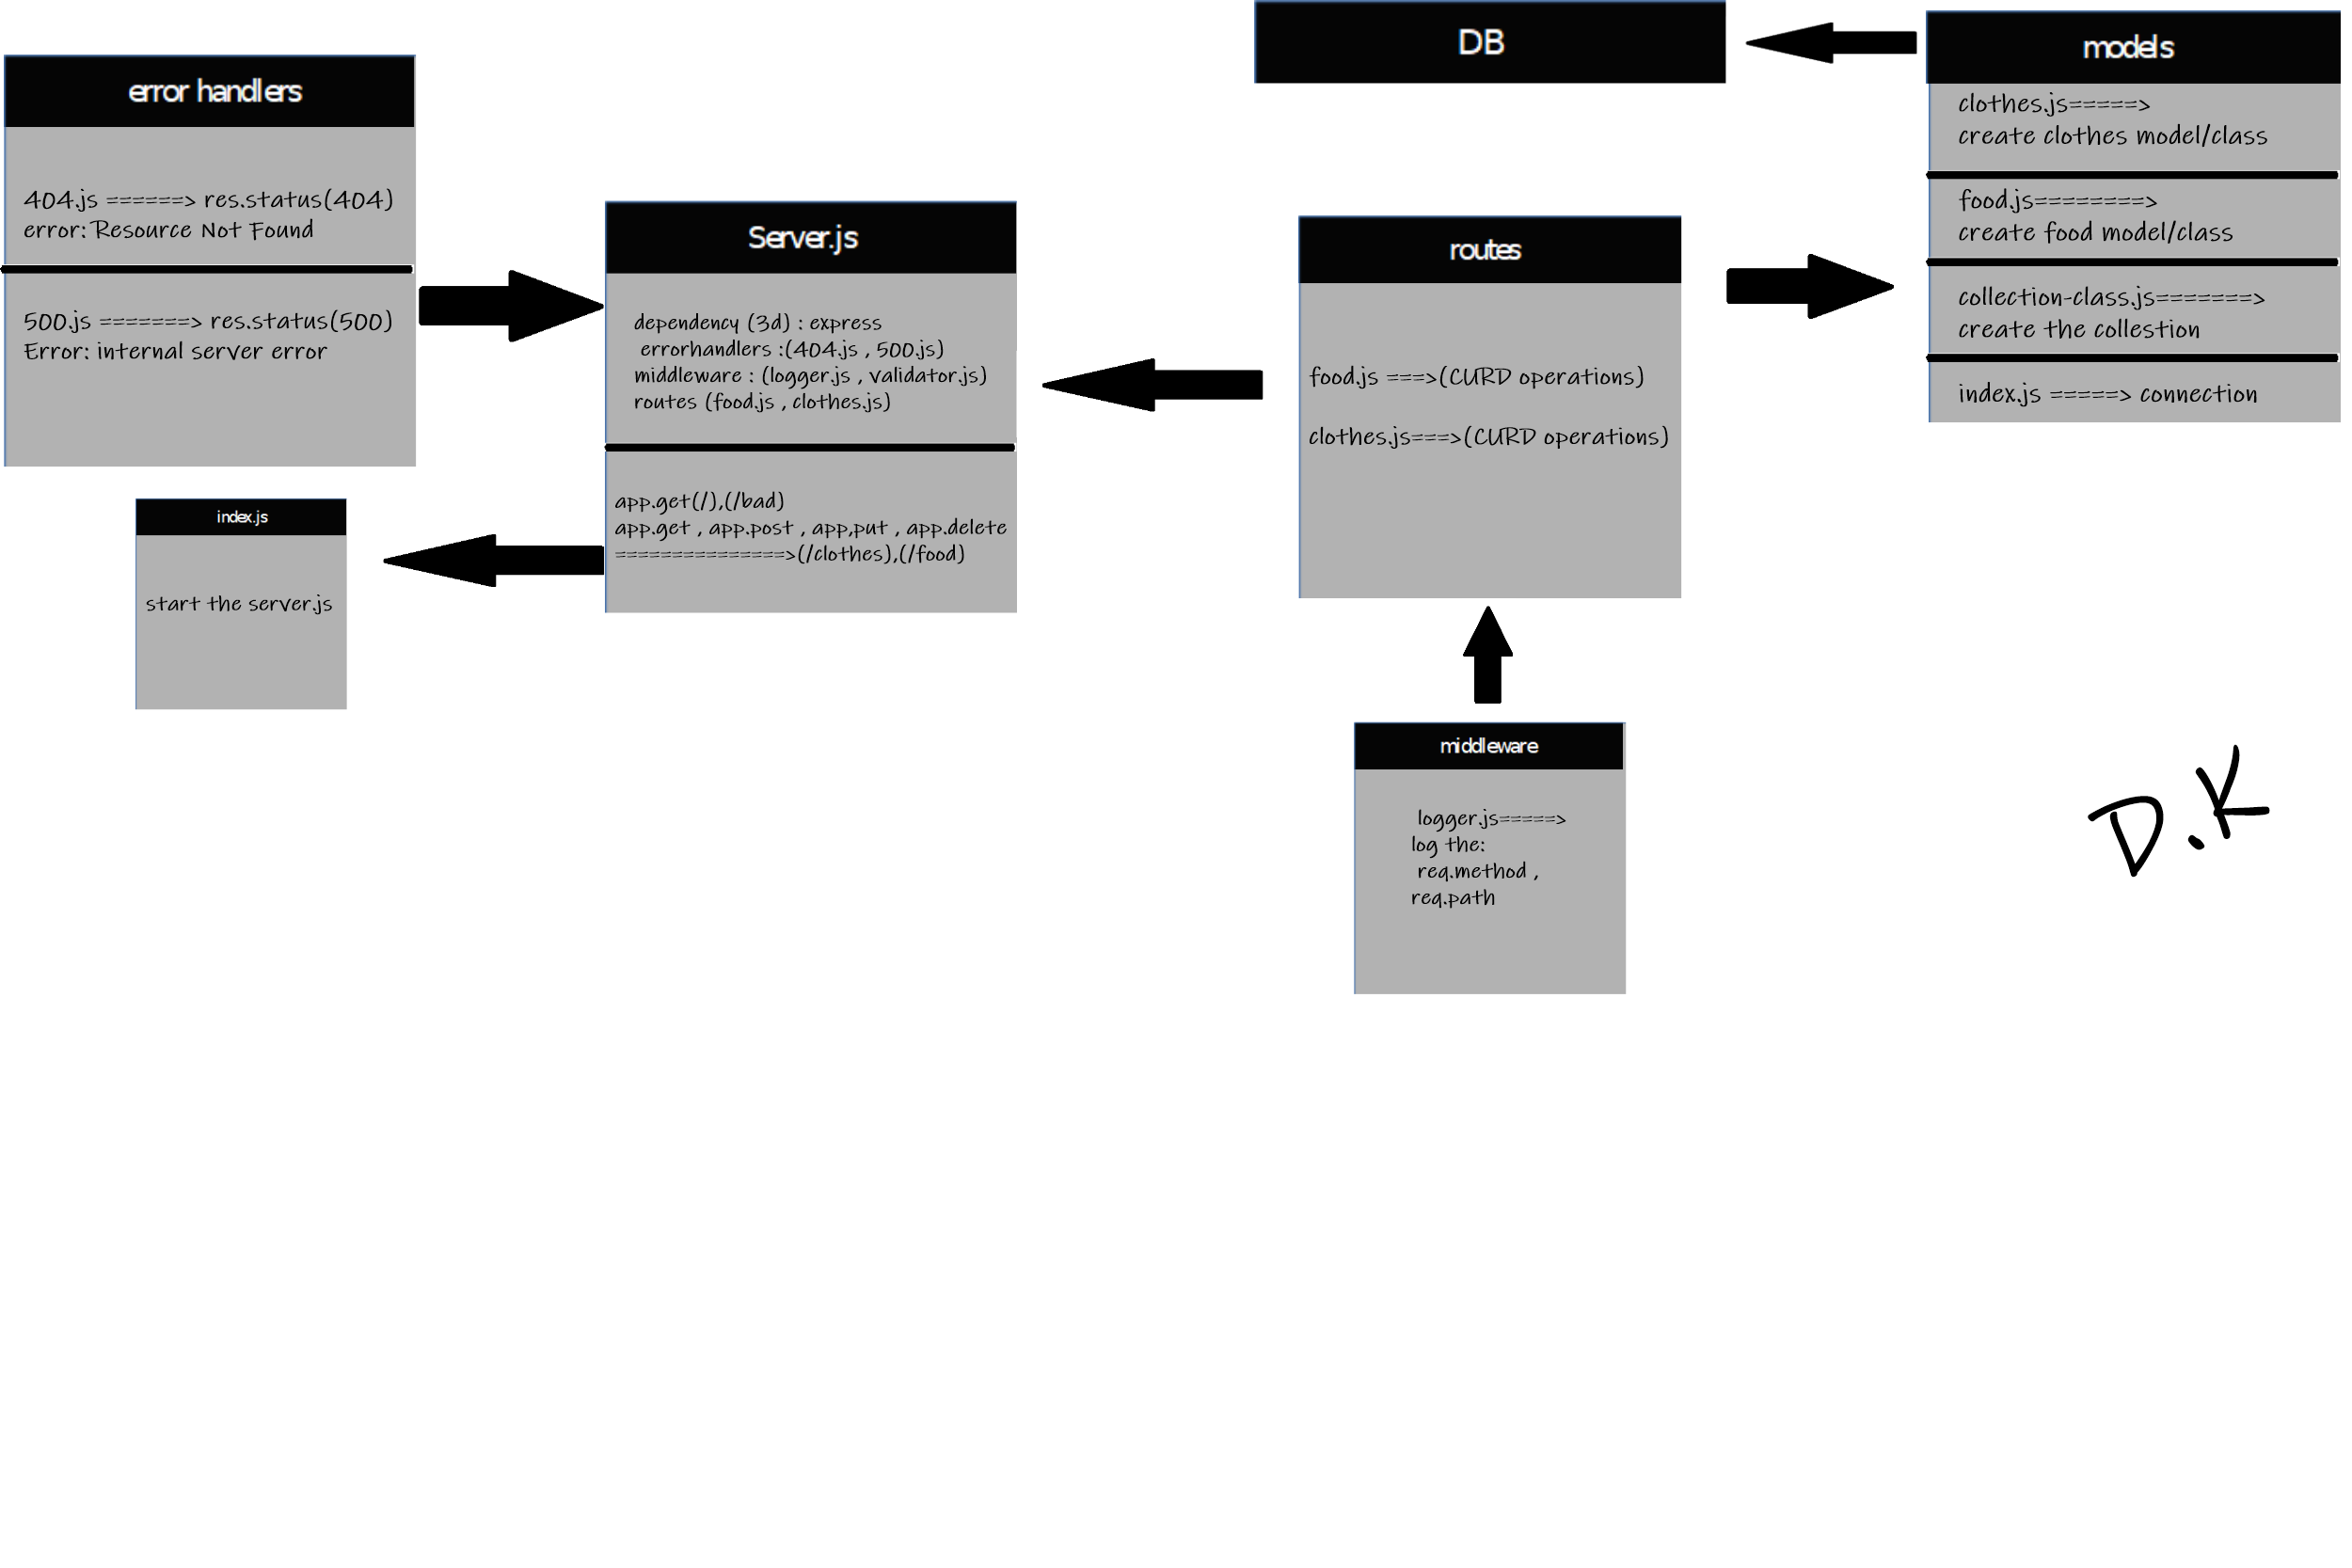 error handlers
404.js ======> res.status(404)
error: Resource Not Found
500.js =======> res.status(500)
Error: internal server error
index.js
start the server.js
Server.js
dependency (3d) : express
errorhandlers :(404.js , 500.js)
middleware : (logger.js , validator.js)
routes (food.js , clothes.js)
app.get(/),(/bad)
app.get , app.post , app,put , app.delete
===============>(/clothes),(/food)
DB
routes
food.js ===>(CURD operations)
clothes.js===>(CURD operations)
middleware
logger.js=====>
log the:
req.method ,
req.path
models
clothes.js=====>
create clothes model/class
food.js========>
create food model/class
collection-class.js=======>
create the collestion
index.js =====> connection
D.K